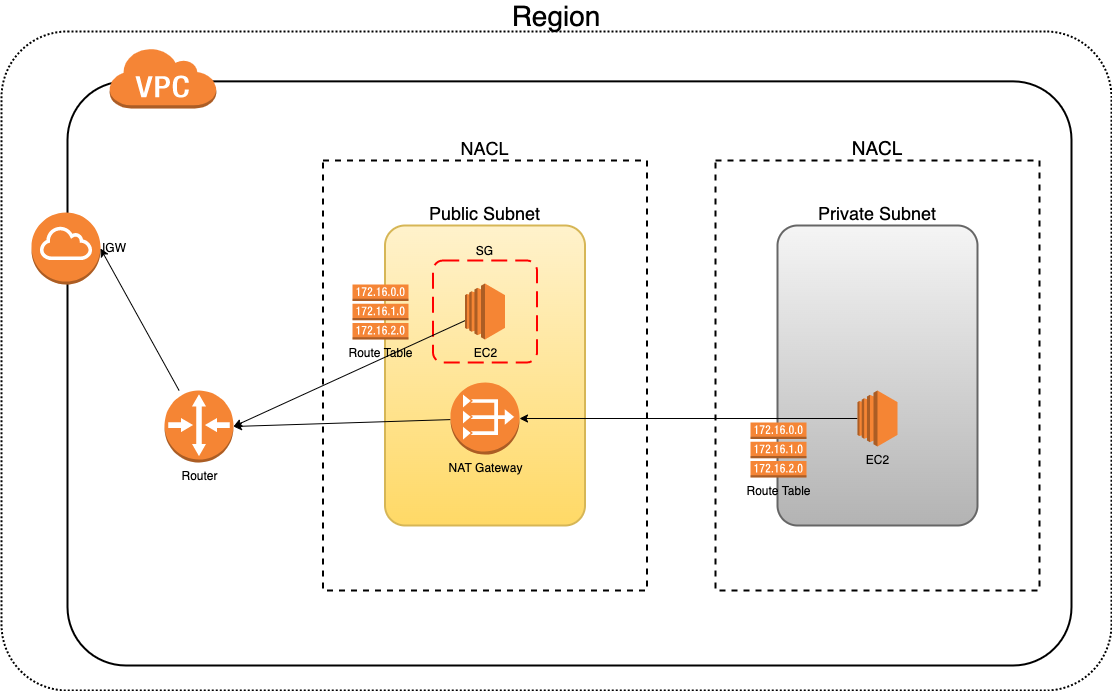 Region
VPC
NACL
NACL
Public Subnet
Private Subnet
IGW
SG
172.16.0.0
172.16.1.0
172.16.2.0
Route Table
EC2
Router
NAT Gateway
172.16.0.0
172.16.1.0
172.16.2.0
Route Table
EC2